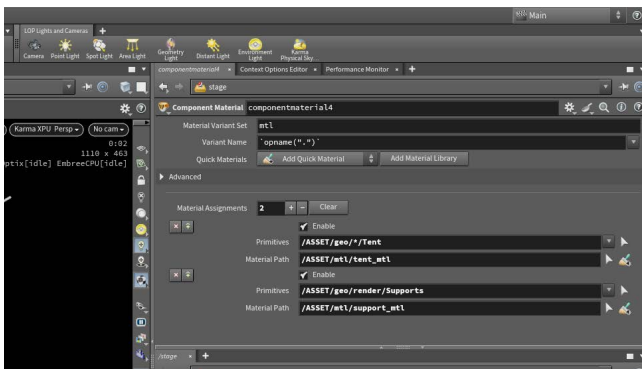 Main
LOP Lights and Cameras
Camera Point Light Spot Light Area Light Geometry Light Distant Light Environment Light Karma Physical Sky
componentmaterial4 Context Options Editor Performance Monitor
stage
Component Material componentmaterial4
Material Variant Set mtl
Variant Name `opname(".")`
Quick Materials Add Quick Material Add Material Library
Advanced
Material Assignments 2 + - Clear
Enable
Primitives /ASSET/geo/*/Tent
Material Path /ASSET/mtl/tent_mtl
Enable
Primitives /ASSET/geo/render/Supports
Material Path /ASSET/mtl/support_mtl
Karma XPU Persp No cam
0:02
1110 x 463
ptix[idle] EmbreeCPU[idle]
/stage